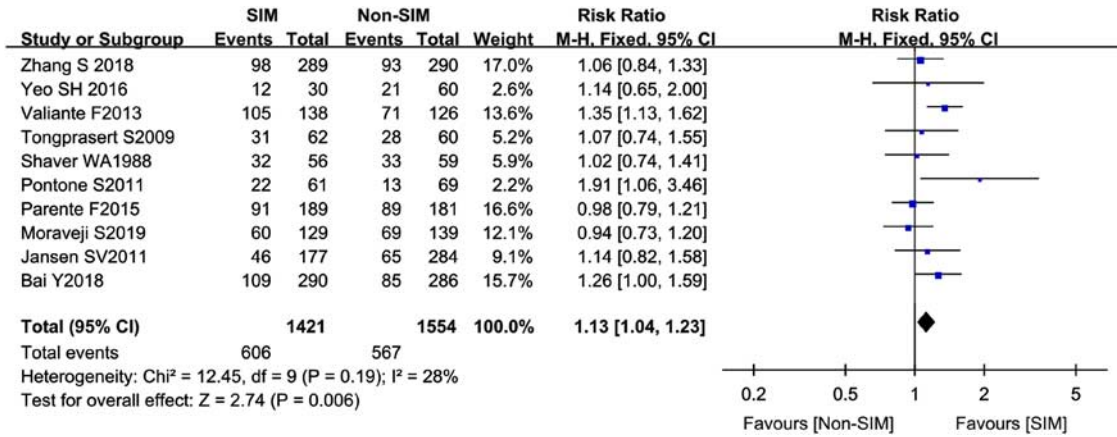 SIM Non-SIM Risk Ratio Risk Ratio
Study or Subgroup Events Total Events Total Weight M-H, Fixed, 95% CI M-H, Fixed, 95% CI
Zhang S 2018 98 289 93 290 17.0% 1.06 [0.84, 1.33]
Yeo SH 2016 12 30 21 60 2.6% 1.14 [0.65, 2.00]
Valiante F2013 105 138 71 126 13.6% 1.35 [1.13, 1.62]
Tongprasert S2009 31 62 28 60 5.2% 1.07 [0.74, 1.55]
Shaver WA1988 32 56 33 59 5.9% 1.02 [0.74, 1.41]
Pontone S2011 22 61 13 69 2.2% 1.91 [1.06, 3.46]
Parente F2015 91 189 89 181 16.6% 0.98 [0.79, 1.21]
Moraveji S2019 60 129 69 139 12.1% 0.94 [0.73, 1.20]
Jansen SV2011 46 177 65 284 9.1% 1.14 [0.82, 1.58]
Bai Y2018 109 290 85 286 15.7% 1.26 [1.00, 1.59]
Total (95% CI) 1421 1554 100.0% 1.13 [1.04, 1.23]
Total events 606 567
Heterogeneity: Chi² = 12.45, df = 9 (P = 0.19); I² = 28%
Test for overall effect: Z = 2.74 (P = 0.006)
0.2 0.5 1 2 5
Favours [Non-SIM] Favours [SIM]